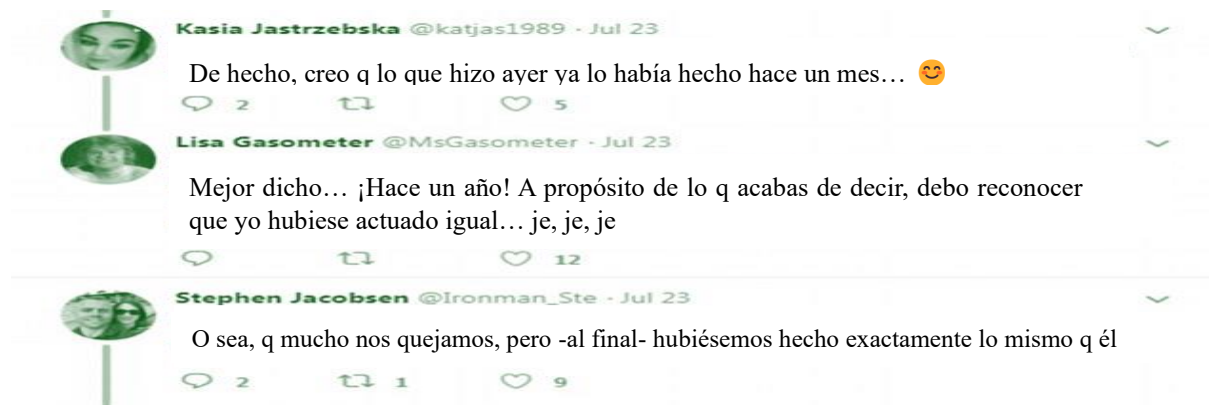 Kasia Jastrzebska @katjas1989 · Jul 23
De hecho, creo q lo que hizo ayer ya lo había hecho hace un mes… 😊
2 5
Lisa Gasometer @MsGasometer · Jul 23
Mejor dicho… ¡Hace un año! A propósito de lo q acabas de decir, debo reconocer
que yo hubiese actuado igual… je, je, je
12
Stephen Jacobsen @Ironman_Ste · Jul 23
O sea, q mucho nos quejamos, pero -al final- hubiésemos hecho exactamente lo mismo q él
2 1 9